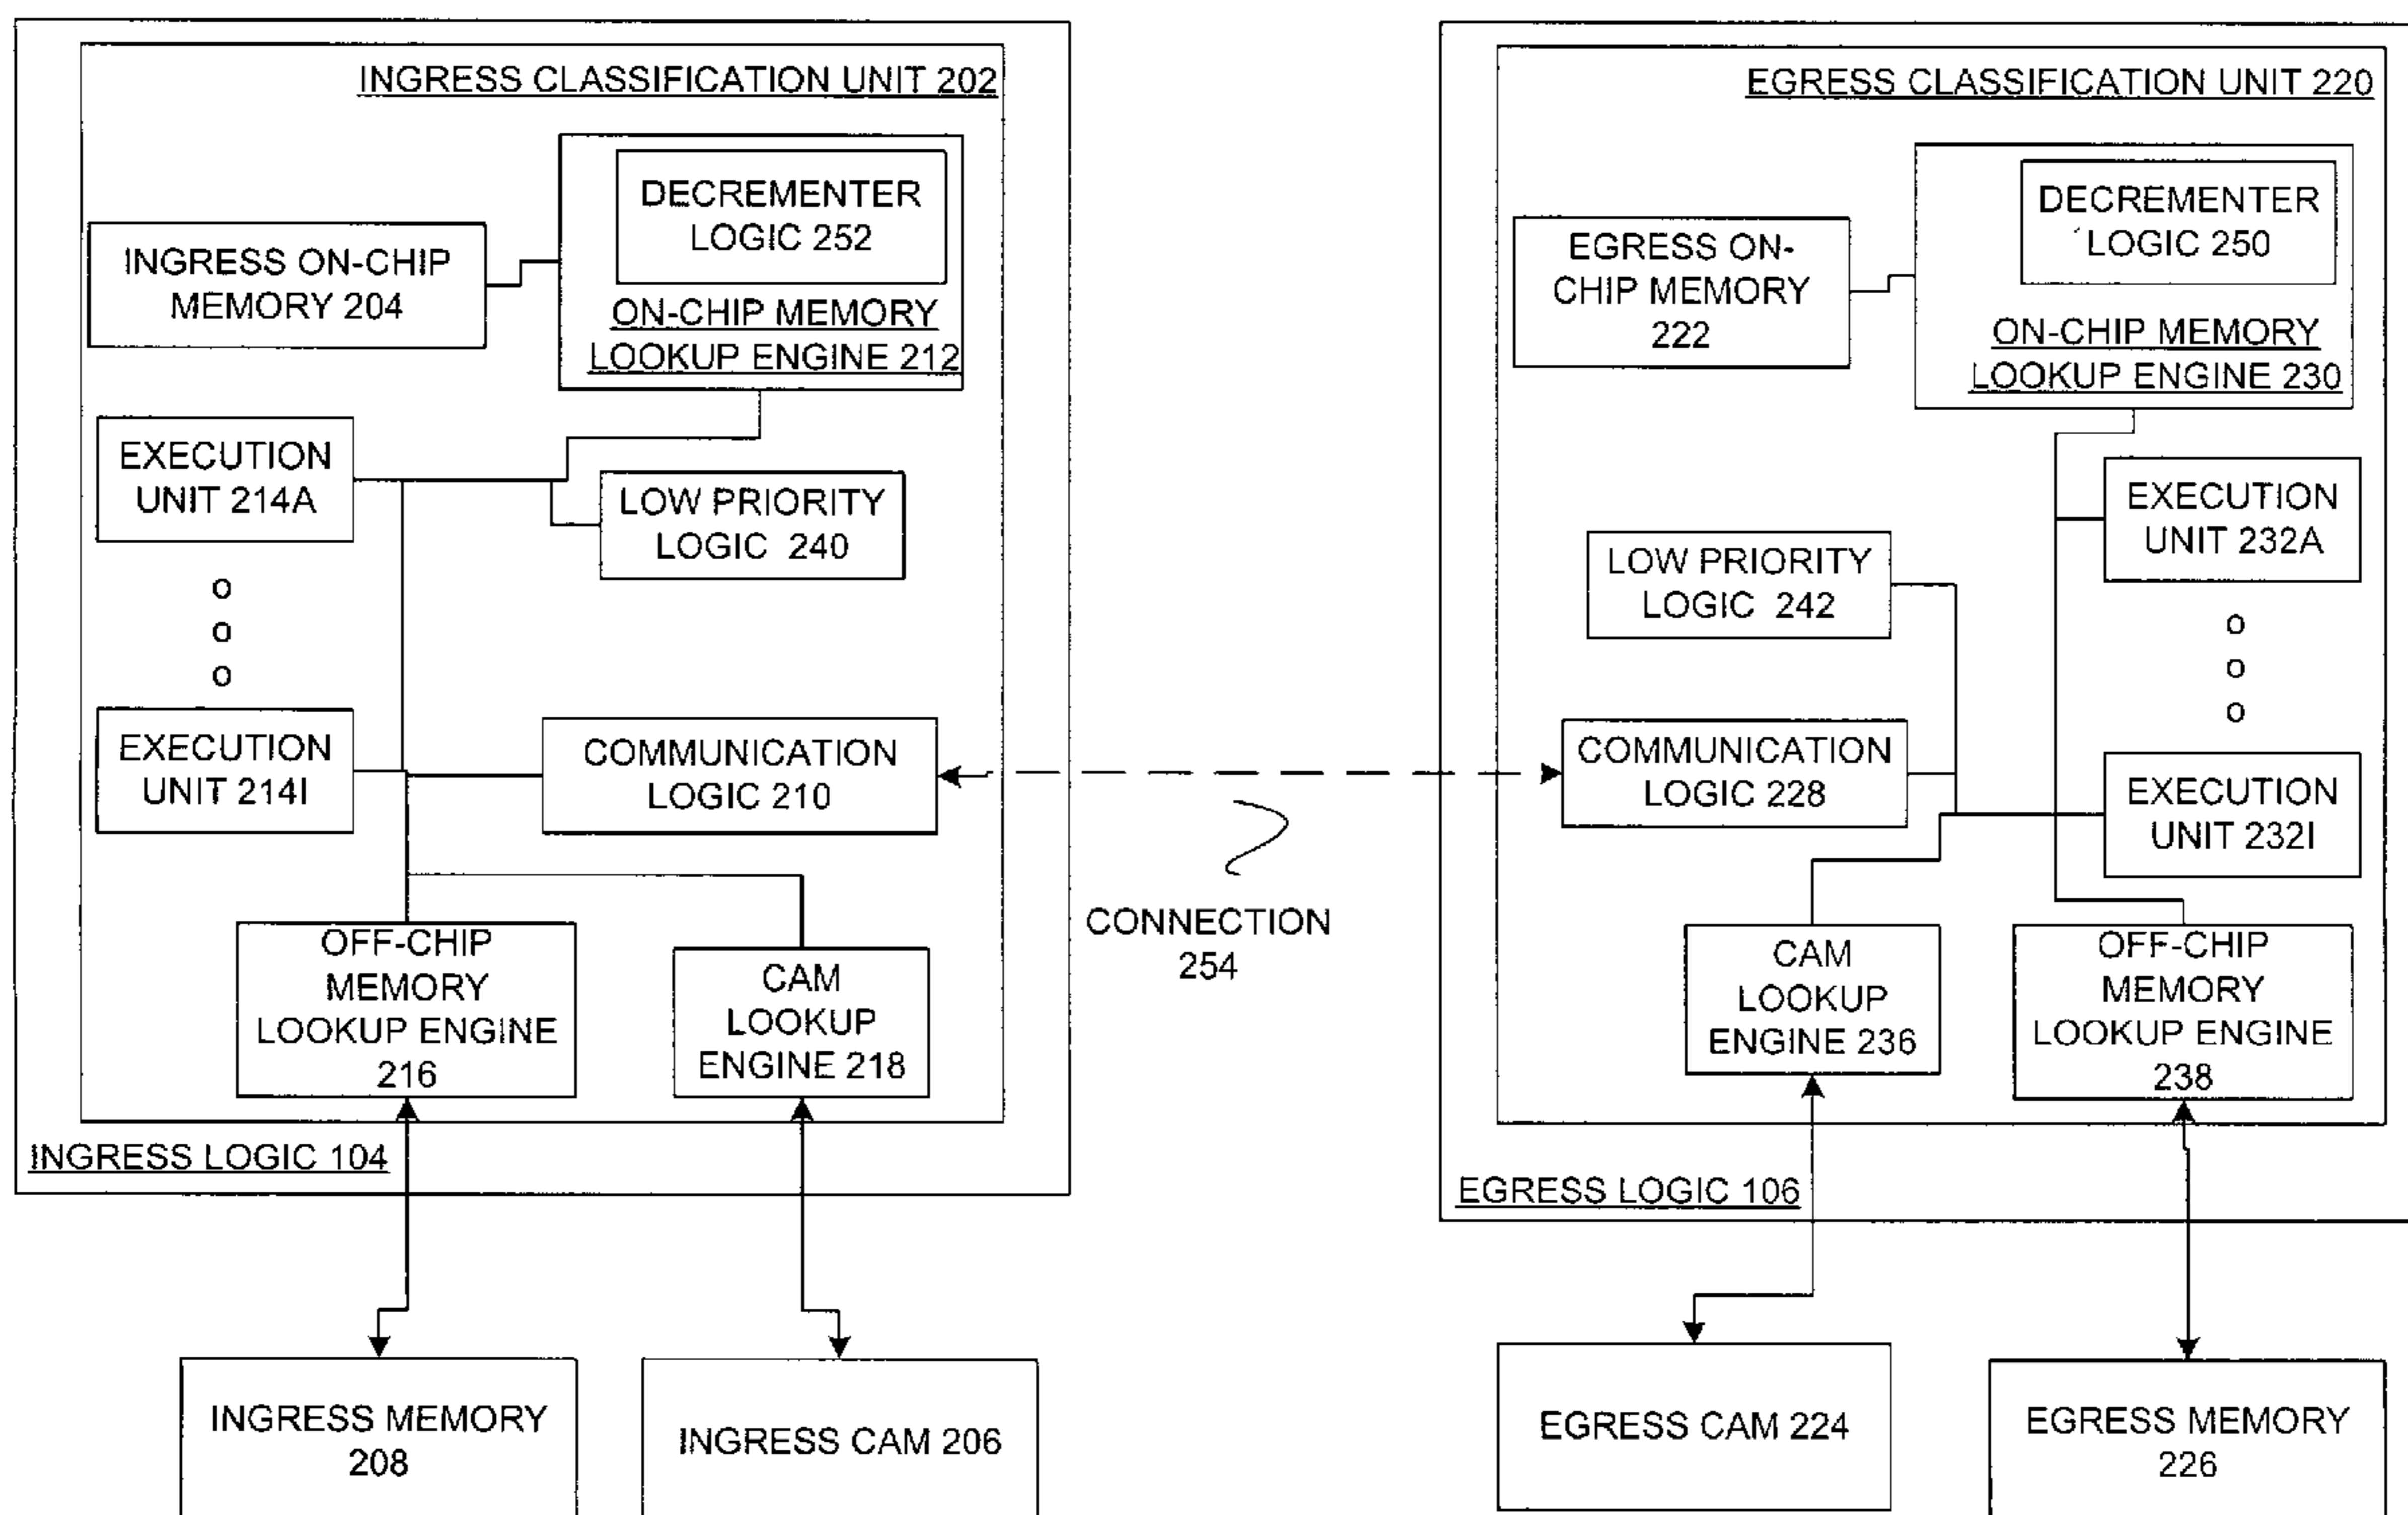 INGRESS CLASSIFICATION UNIT 202
DECREMENTER
LOGIC 252
INGRESS ON-CHIP
MEMORY 204
ON-CHIP MEMORY
LOOKUP ENGINE 212
EXECUTION
UNIT 214A
LOW PRIORITY
LOGIC 240
o
o
o
EXECUTION
UNIT 214I
COMMUNICATION
LOGIC 210
OFF-CHIP
MEMORY
LOOKUP ENGINE
216
CAM
LOOKUP
ENGINE 218
INGRESS LOGIC 104
INGRESS MEMORY
208
INGRESS CAM 206
CONNECTION
254
EGRESS CLASSIFICATION UNIT 220
DECREMENTER
LOGIC 250
EGRESS ON-
CHIP MEMORY
222
ON-CHIP MEMORY
LOOKUP ENGINE 230
EXECUTION
UNIT 232A
LOW PRIORITY
LOGIC 242
o
o
o
COMMUNICATION
LOGIC 228
EXECUTION
UNIT 232I
CAM
LOOKUP
ENGINE 236
OFF-CHIP
MEMORY
LOOKUP ENGINE
238
EGRESS LOGIC 106
EGRESS CAM 224
EGRESS MEMORY
226